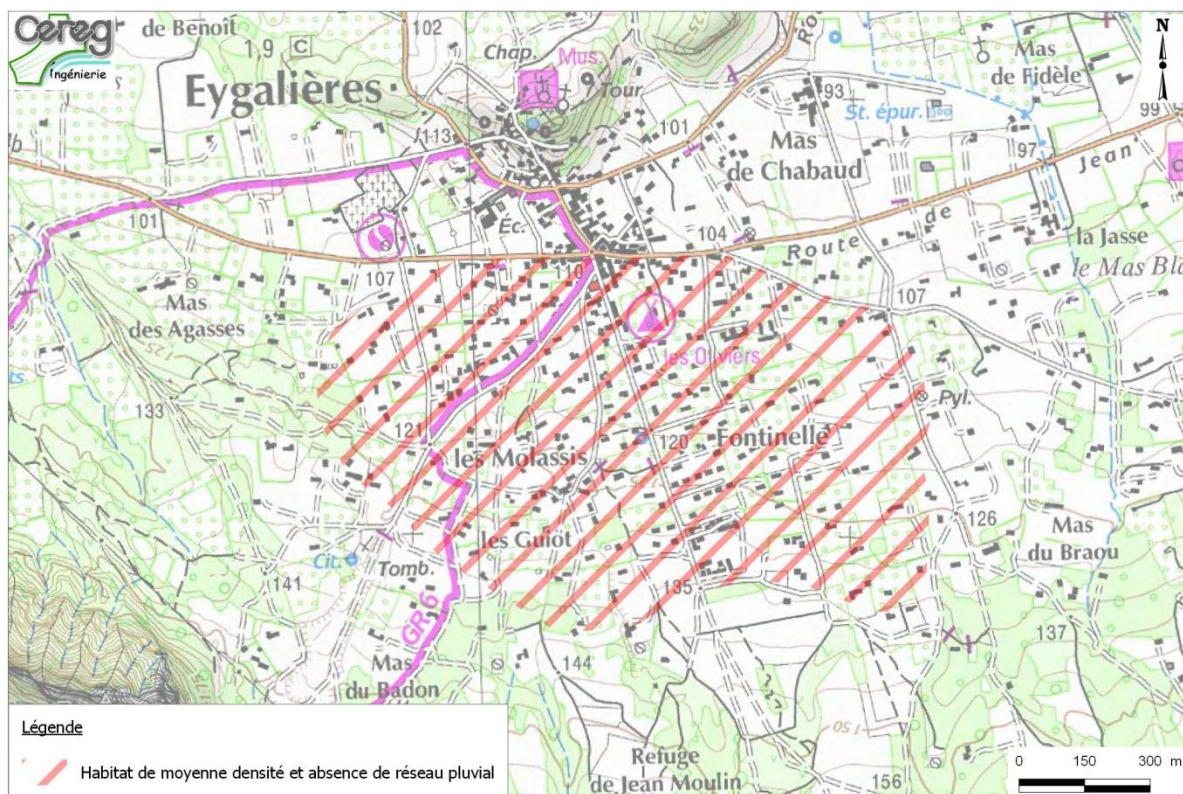 Cereg
Ingénierie
de Benoît
1,9
C
102
Chap.
Mus.
Tour
Eygalières
113
101
93
St. épur.
Mas
de Fidèle
99
N
Mas
de Chabaud
97
Jean
de
Route
101
Éc.
104
107
110
la Jasse
le Mas Bla
Mas
des Agasses
107
les Oliviers
125
133
121
Pyl.
120
Fontinelle
les Molassis
126
Mas
du Braou
les Guiot
Cit.
Tomb.
141
135
GR 6
137
Mas
du Badon
144
175
150
Refuge
de Jean Moulin
156
Légende
Habitat de moyenne densité et absence de réseau pluvial
0 150 300 m